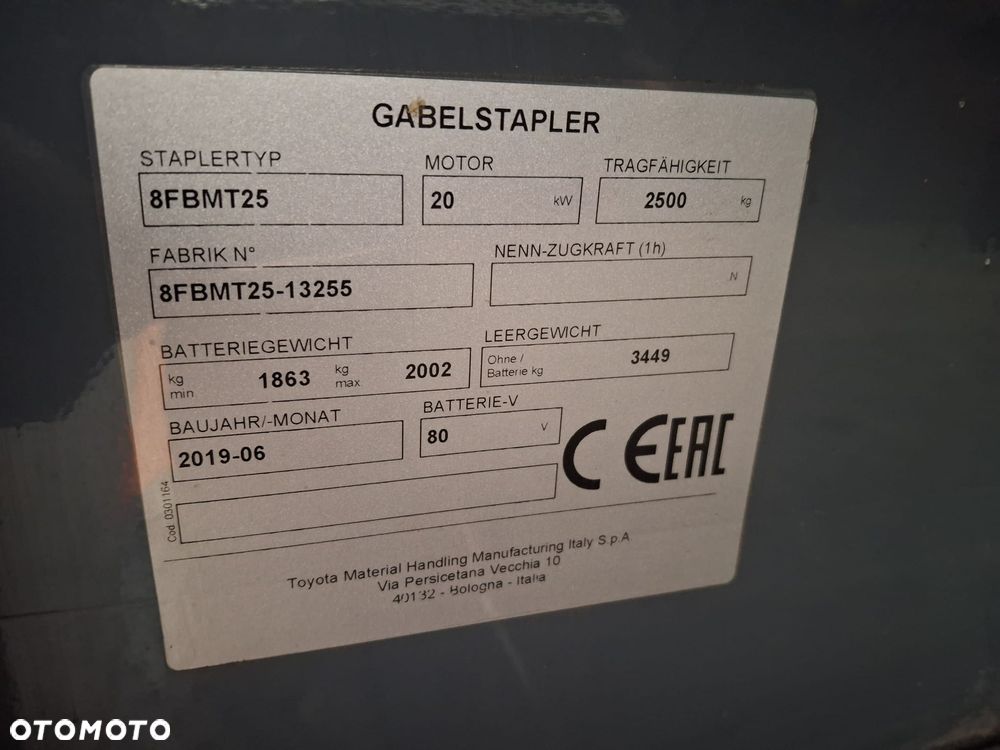 GABELSTAPLER
STAPLERTYP MOTOR TRAGFÄHIGKEIT
8FBMT25 20 kW 2500 kg
FABRIK N° NENN-ZUGKRAFT (1h)
8FBMT25-13255 N
BATTERIEGEWICHT LEERGEWICHT
kg min 1863 kg max 2002 Ohne / Batterie kg 3449
BAUJAHR/-MONAT BATTERIE-V
2019-06 80 V
CE EAC
Cod. 0301164
Toyota Material Handling Manufacturing Italy S.p.A
Via Persicetana Vecchia 10
40132 - Bologna - Italia
OTOMOTO